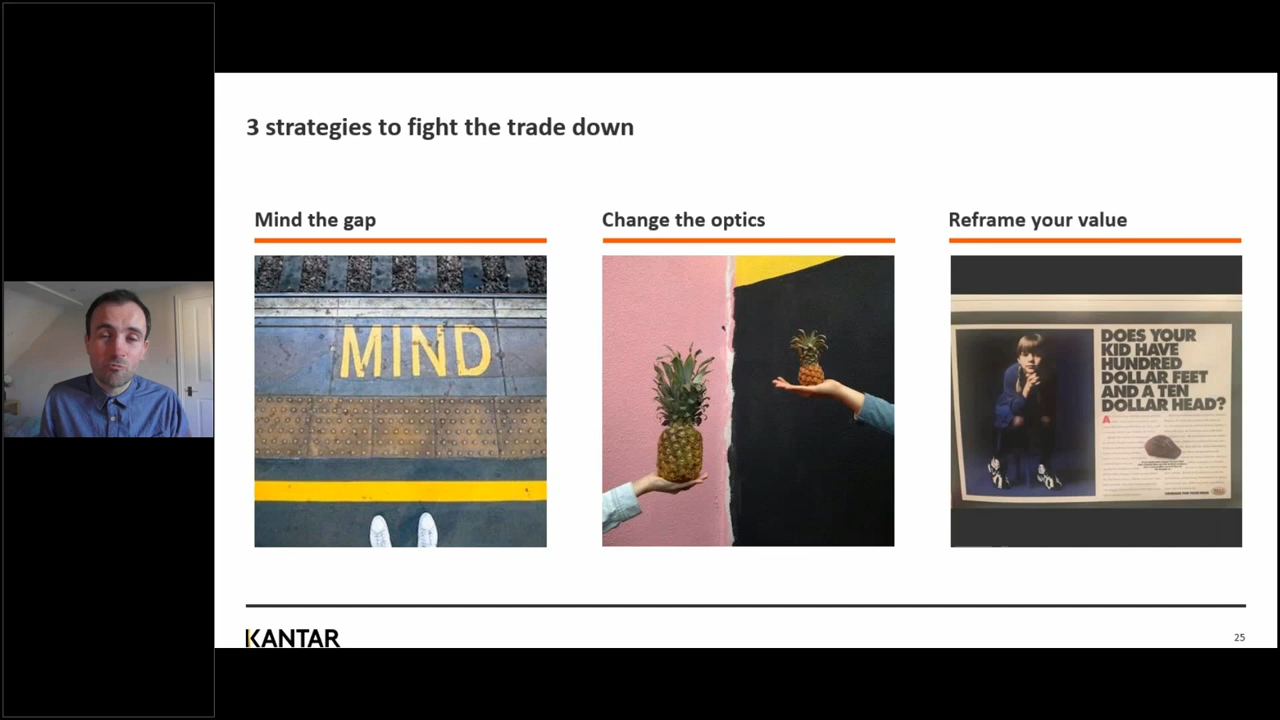 3 strategies to fight the trade down
Mind the gap
Change the optics
Reframe your value
MIND
DOES YOUR
KID HAVE
HUNDRED
DOLLAR FEET
AND A TEN
DOLLAR HEAD?
KANTAR
25